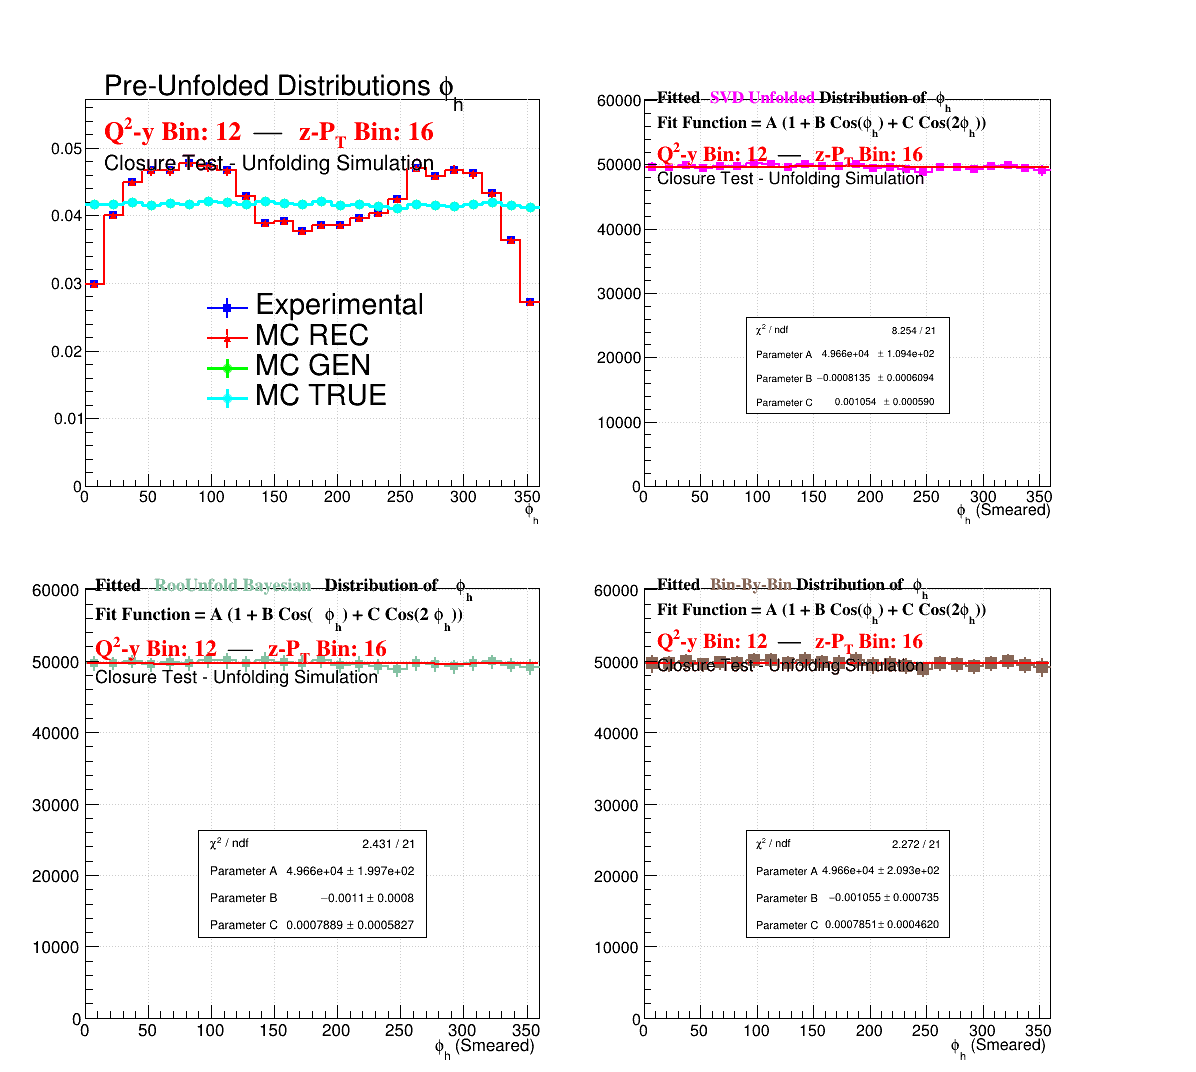 Pre-Unfolded Distributions ϕh
Q2-y Bin: 12 — z-PT Bin: 16
Closure Test - Unfolding Simulation
0.05
0.04
0.03
0.02
0.01
0
Experimental
MC REC
MC GEN
MC TRUE
0 50 100 150 200 250 300 350
ϕh
Fitted SVD Unfolded Distribution of ϕh
Fit Function = A (1 + B Cos(ϕh) + C Cos(2ϕh))
Q2-y Bin: 12 — z-PT Bin: 16
Closure Test - Unfolding Simulation
60000
50000
40000
30000
20000
10000
0
χ2 / ndf 8.254 / 21
Parameter A 4.966e+04 ± 1.094e+02
Parameter B −0.0008135 ± 0.0006094
Parameter C 0.001054 ± 0.000590
0 50 100 150 200 250 300 350
ϕh (Smeared)
Fitted RooUnfold Bayesian Distribution of ϕh
Fit Function = A (1 + B Cos( ϕh) + C Cos(2 ϕh))
Q2-y Bin: 12 — z-PT Bin: 16
Closure Test - Unfolding Simulation
60000
50000
40000
30000
20000
10000
0
χ2 / ndf 2.431 / 21
Parameter A 4.966e+04 ± 1.997e+02
Parameter B −0.0011 ± 0.0008
Parameter C 0.0007889 ± 0.0005827
0 50 100 150 200 250 300 350
ϕh (Smeared)
Fitted Bin-By-Bin Distribution of ϕh
Fit Function = A (1 + B Cos(ϕh) + C Cos(2ϕh))
Q2-y Bin: 12 — z-PT Bin: 16
Closure Test - Unfolding Simulation
60000
50000
40000
30000
20000
10000
0
χ2 / ndf 2.272 / 21
Parameter A 4.966e+04 ± 2.093e+02
Parameter B −0.001055 ± 0.000735
Parameter C 0.0007851 ± 0.0004620
0 50 100 150 200 250 300 350
ϕh (Smeared)